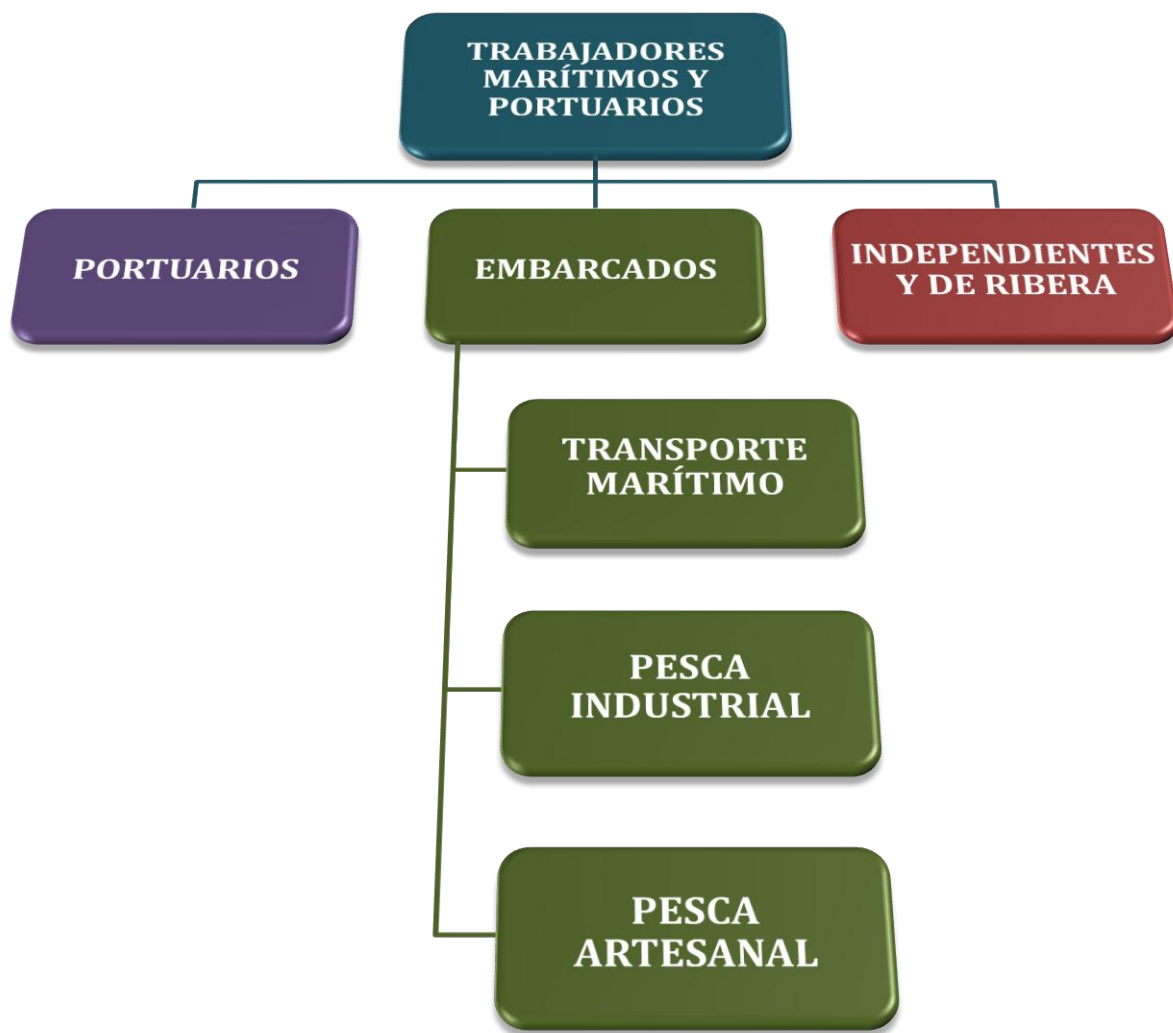 TRABAJADORES
MARÍTIMOS Y
PORTUARIOS
PORTUARIOS
EMBARCADOS
INDEPENDIENTES
Y DE RIBERA
TRANSPORTE
MARÍTIMO
PESCA
INDUSTRIAL
PESCA
ARTESANAL